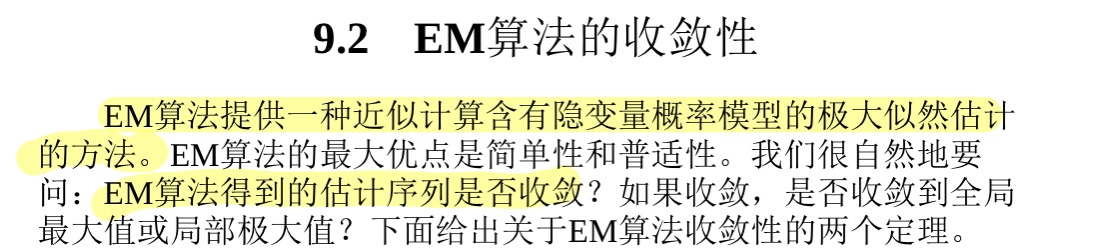 9.2 EM算法的收敛性
EM算法提供一种近似计算含有隐变量概率模型的极大似然估计
的方法。EM算法的最大优点是简单性和普适性。我们很自然地要
问：EM算法得到的估计序列是否收敛？如果收敛，是否收敛到全局
最大值或局部极大值？下面给出关于EM算法收敛性的两个定理。